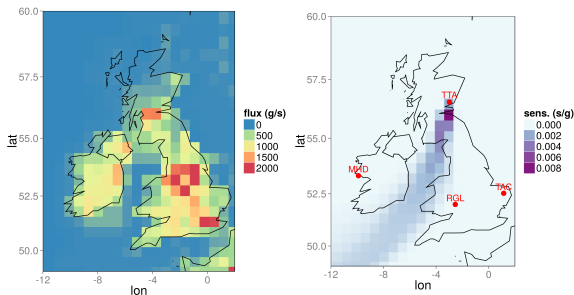 60.0
57.5
55.0
52.5
50.0
lat
-12
-8
-4
0
lon
flux (g/s)
0
500
1000
1500
2000
60.0
57.5
55.0
52.5
50.0
lat
-12
-8
-4
0
lon
TTA
MHD
RGL
TAC
sens. (s/g)
0.000
0.002
0.004
0.006
0.008